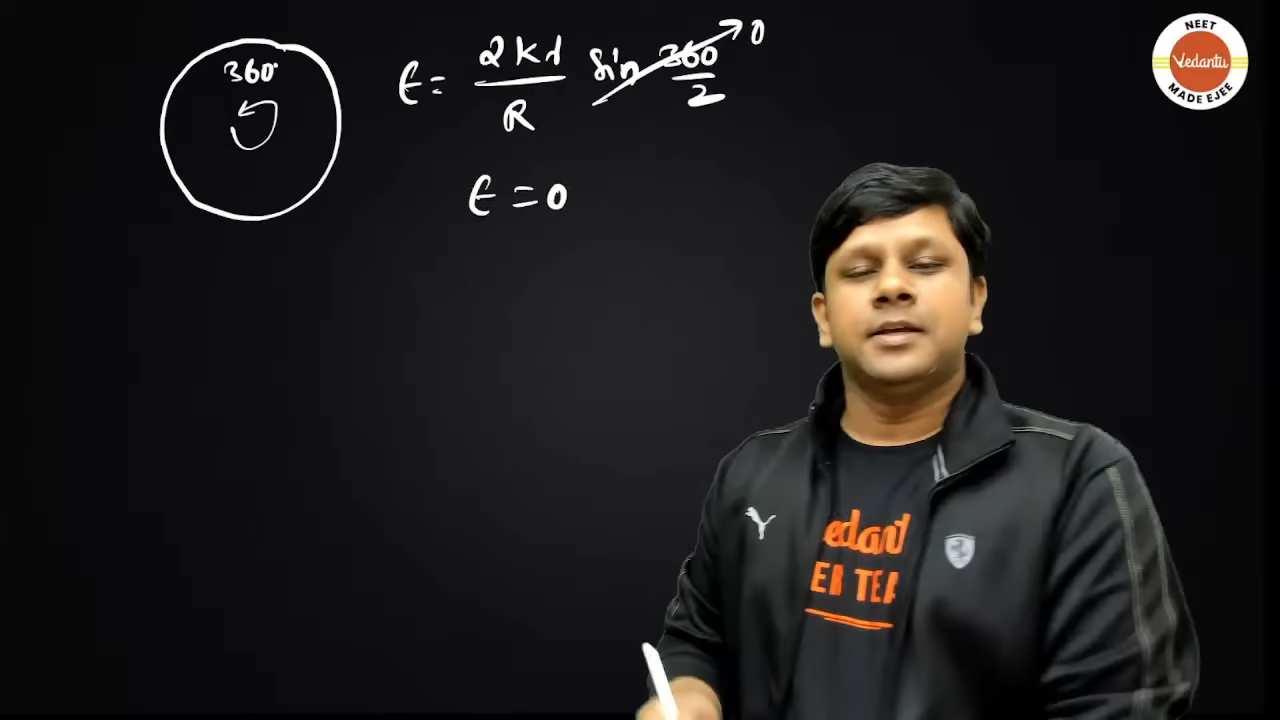 360°
E = 2Kλ / R sin 360 / 2 → 0
E = 0
NEET
Vedantu
MADE EJEE
edant
ER TEA